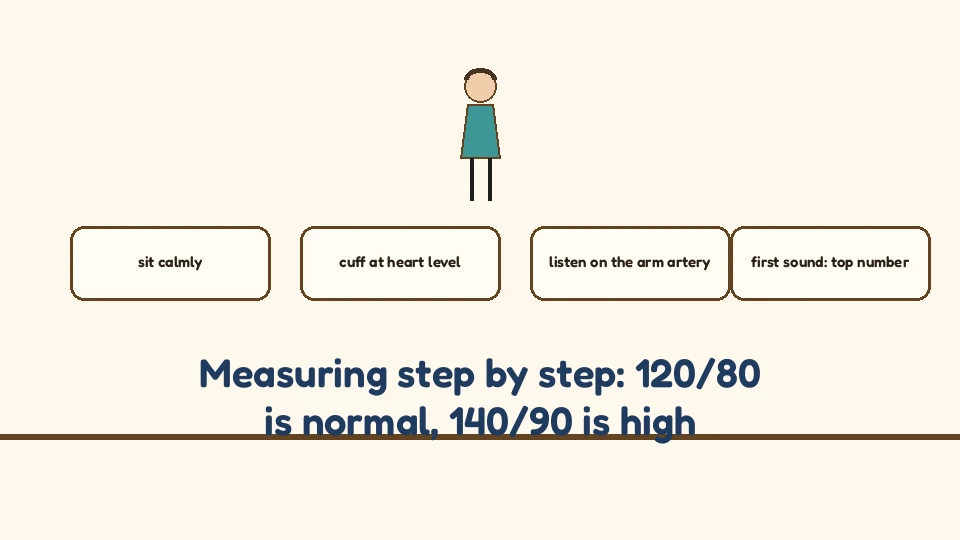 sit calmly
cuff at heart level
listen on the arm artery
first sound: top number
Measuring step by step: 120/80
is normal, 140/90 is high